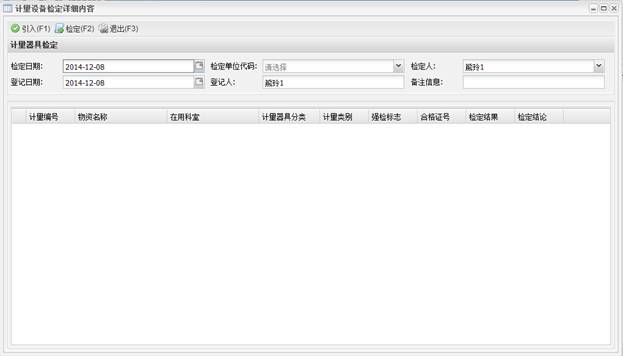 计量设备检定详细内容
引入(F1) 检定(F2) 退出(F3)
计量器具检定
检定日期: 2014-12-08 检定单位代码: 请选择 检定人: 戴玲1
登记日期: 2014-12-08 登记人: 戴玲1 备注信息:
计量编号 物资名称 在用科室 计量器具分类 计量类别 强检标志 合格证号 检定结果 检定结论